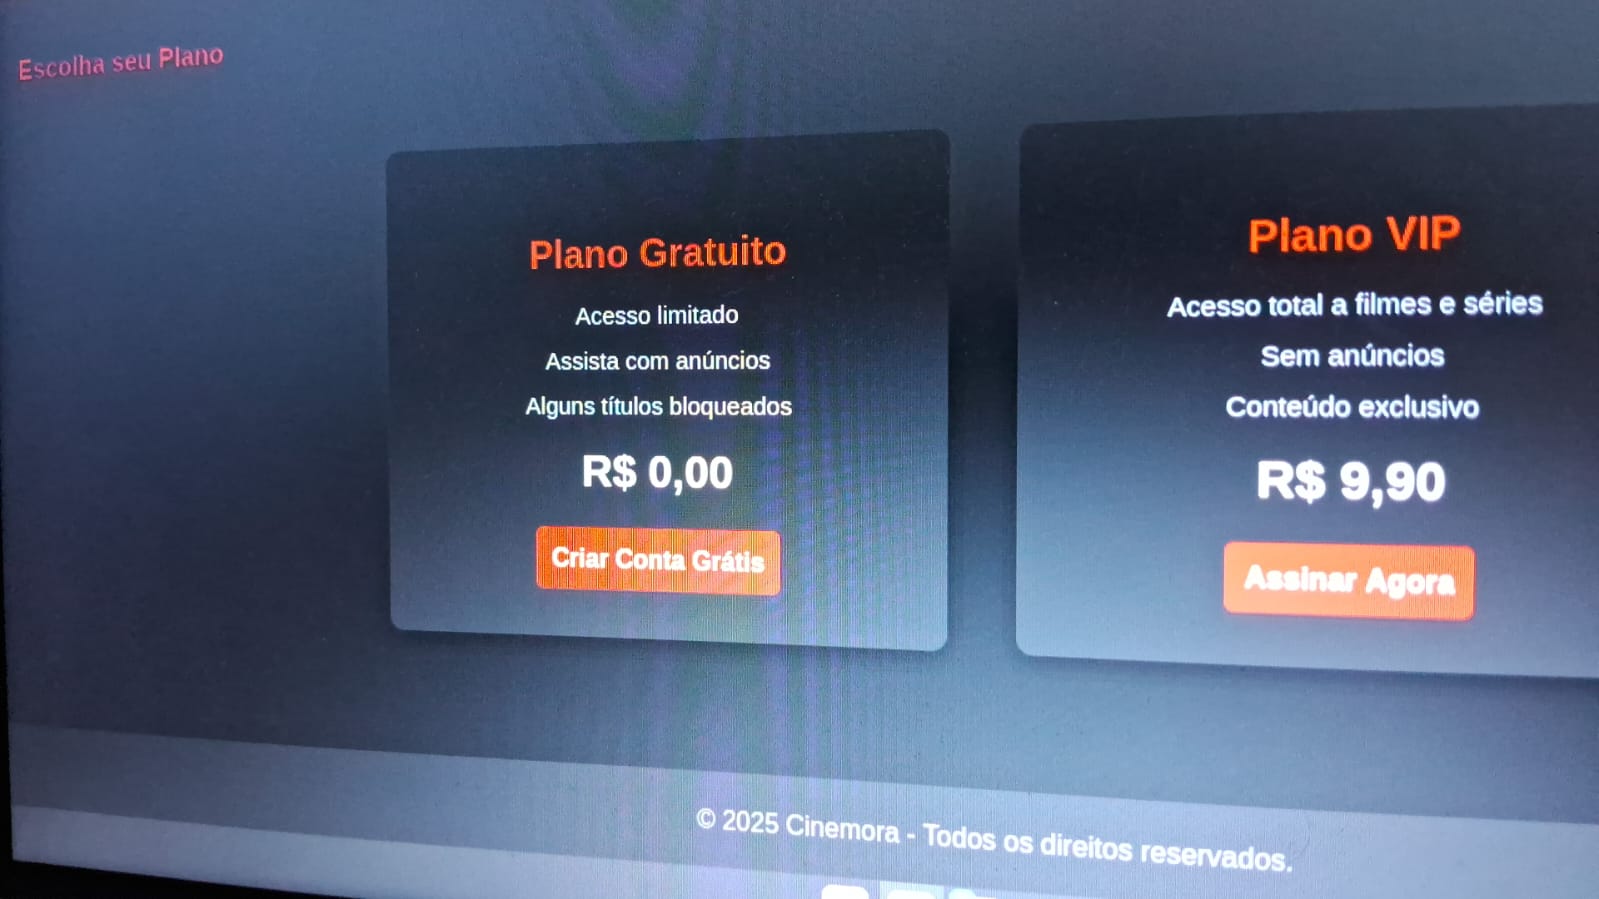 Escolha seu Plano
Plano Gratuito
Acesso limitado
Assista com anúncios
Alguns títulos bloqueados
R$ 0,00
Criar Conta Grátis
Plano VIP
Acesso total a filmes e séries
Sem anúncios
Conteúdo exclusivo
R$ 9,90
Assinar Agora
© 2025 Cinemora - Todos os direitos reservados.